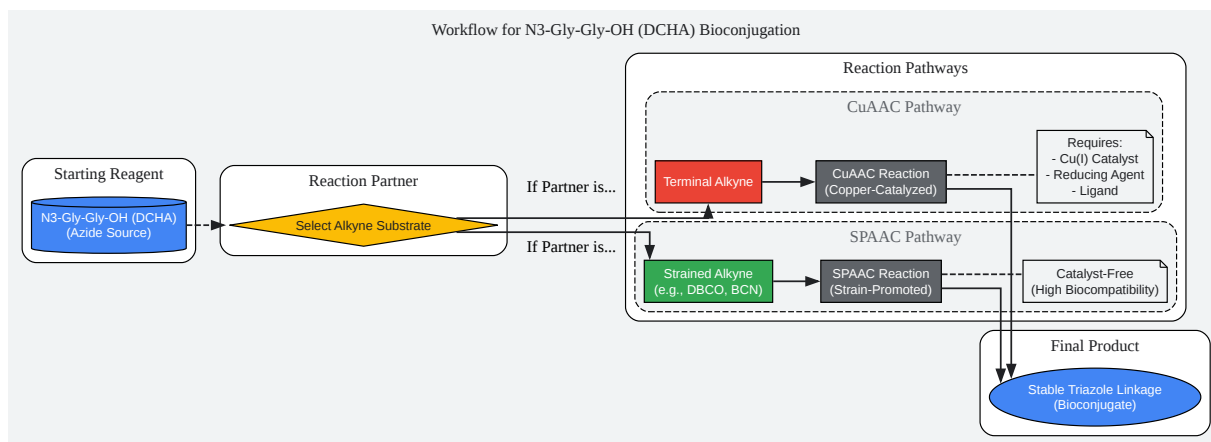 Workflow for N3-Gly-Gly-OH (DCHA) Bioconjugation
Starting Reagent
N3-Gly-Gly-OH (DCHA)
(Azide Source)
Reaction Partner
Select Alkyne Substrate
If Partner is...
If Partner is...
Reaction Pathways
CuAAC Pathway
Terminal Alkyne
CuAAC Reaction
(Copper-Catalyzed)
Requires:
- Cu(I) Catalyst
- Reducing Agent
- Ligand
SPAAC Pathway
Strained Alkyne
(e.g., DBCO, BCN)
SPAAC Reaction
(Strain-Promoted)
Catalyst-Free
(High Biocompatibility)
Final Product
Stable Triazole Linkage
(Bioconjugate)